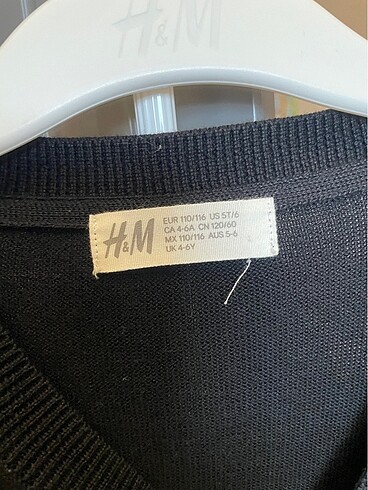 H&M
H&M
EUR 110/116 US 5T/6
CA 4-6A CN 120/60
MX 110/116 AUS 5-6
UK 4-6Y